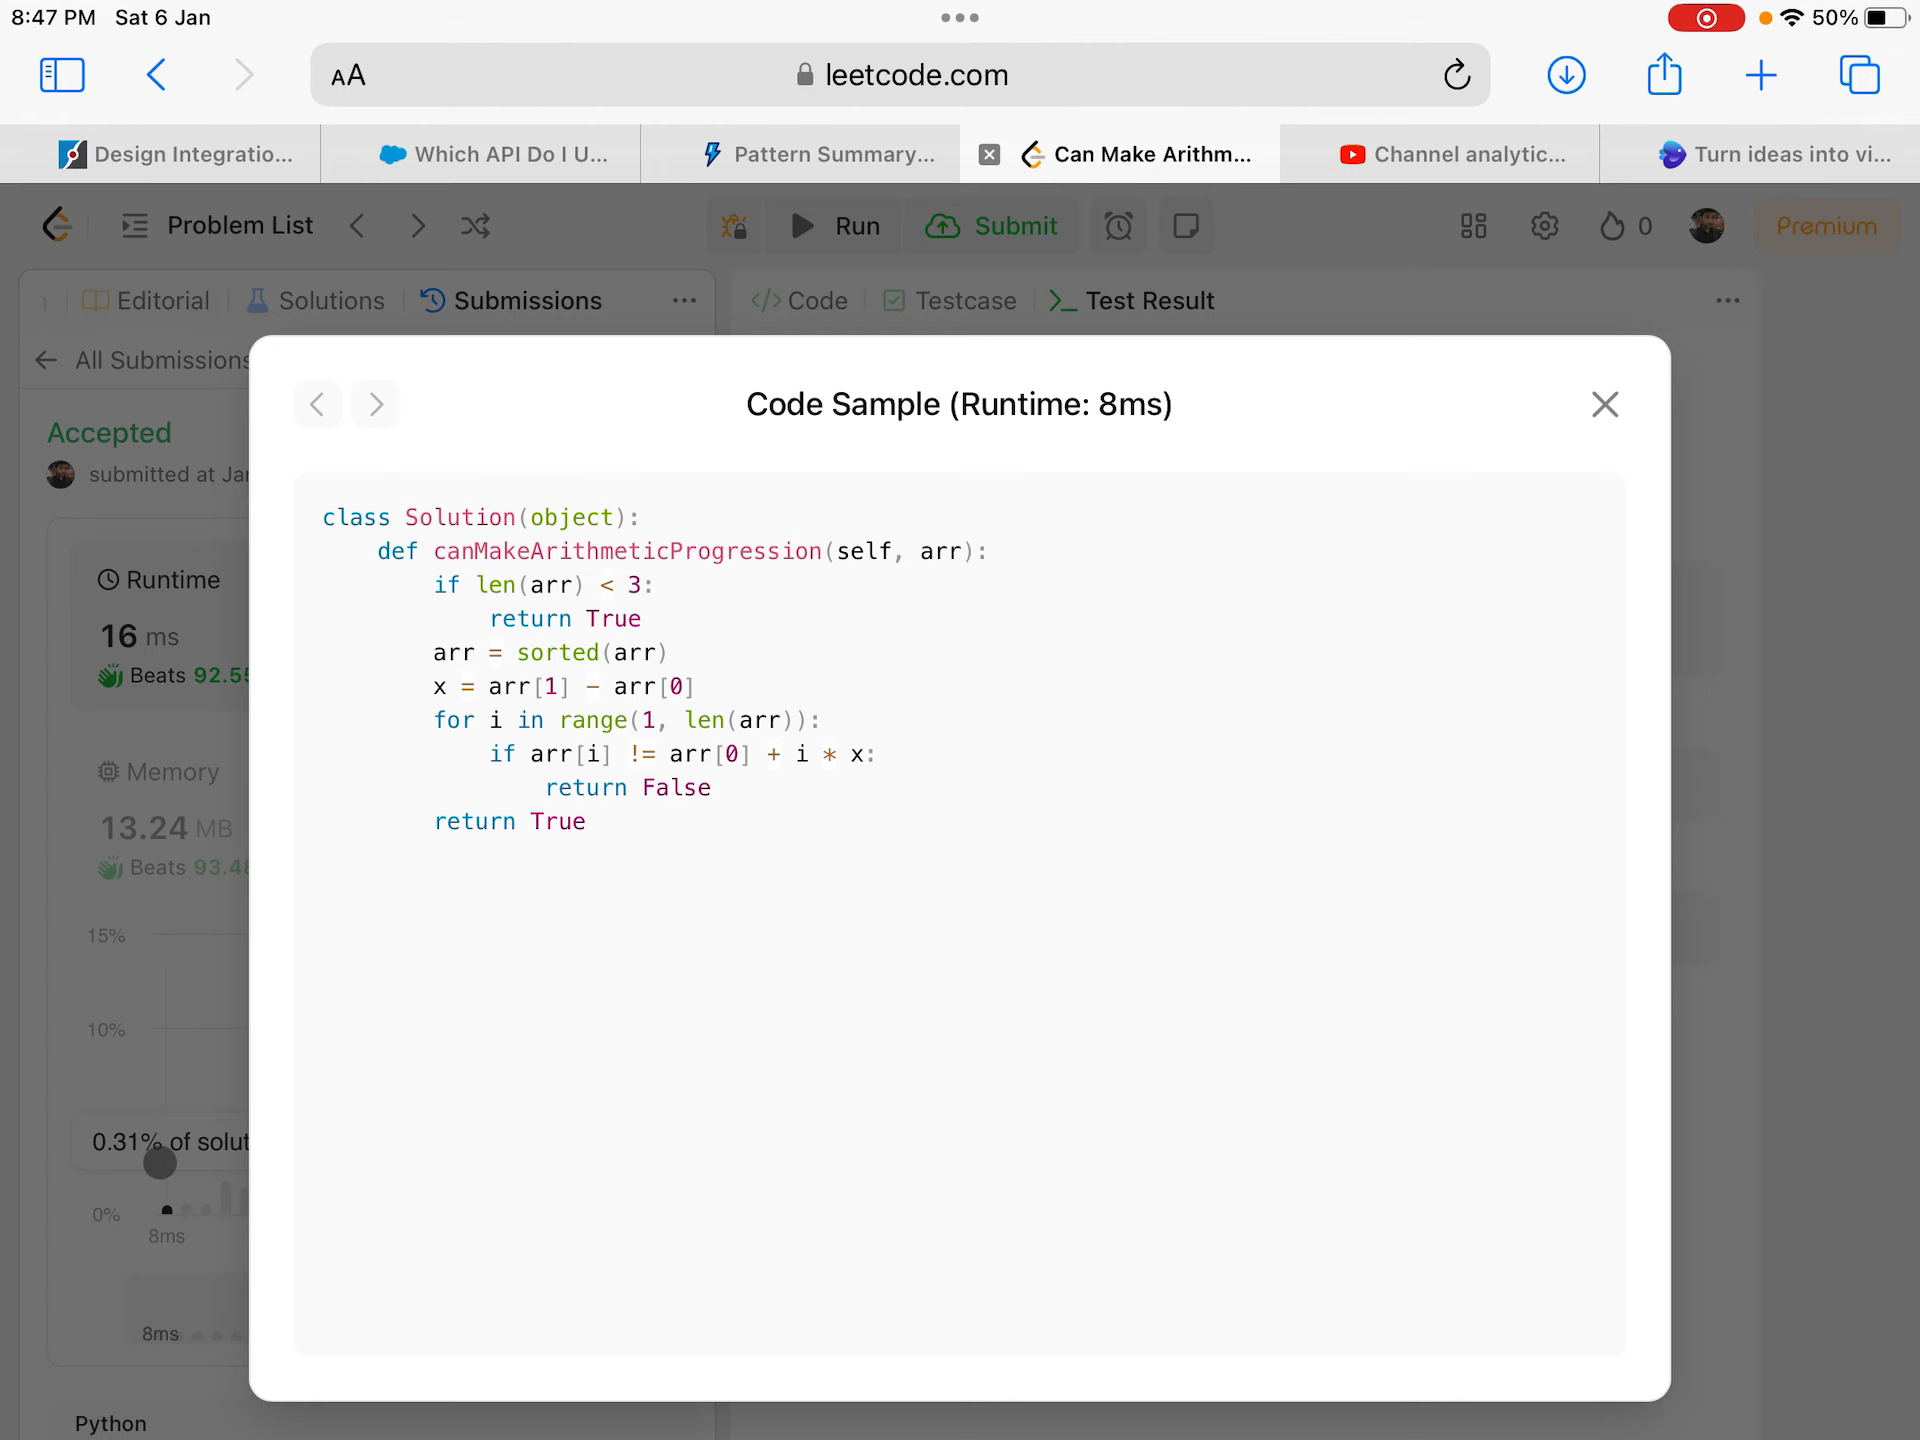 8:47 PM Sat 6 Jan
50%
AA leetcode.com
Design Integratio...
Which API Do I U...
Pattern Summary...
Can Make Arithm...
Channel analytic...
Turn ideas into vi...
Problem List Run Submit 0 Premium
Editorial Solutions Submissions
Code Testcase Test Result
All Submissions
Accepted
submitted at Jan
Runtime
16 ms
Beats 92.55
Memory
13.24 MB
Beats 93.48
15%
10%
0.31% of solut
0%
8ms
8ms
Python
Code Sample (Runtime: 8ms)
class Solution(object):
    def canMakeArithmeticProgression(self, arr):
        if len(arr) < 3:
            return True
        arr = sorted(arr)
        x = arr[1] - arr[0]
        for i in range(1, len(arr)):
            if arr[i] != arr[0] + i * x:
                return False
        return True